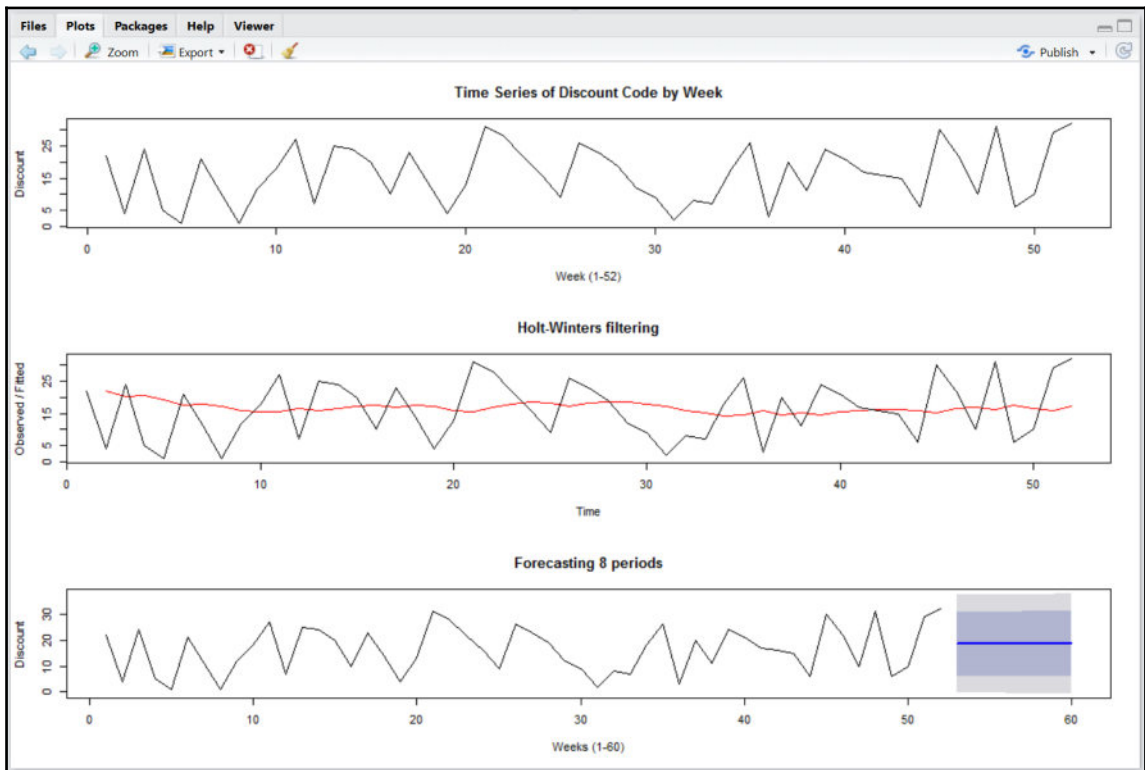 Files Plots Packages Help Viewer
Zoom Export Publish
Time Series of Discount Code by Week
Discount
25
15
5
0
0 10 20 30 40 50
Week (1-52)
Holt-Winters filtering
Observed / Fitted
25
15
5
0
0 10 20 30 40 50
Time
Forecasting 8 periods
Discount
30
20
10
0
0 10 20 30 40 50 60
Weeks (1-60)